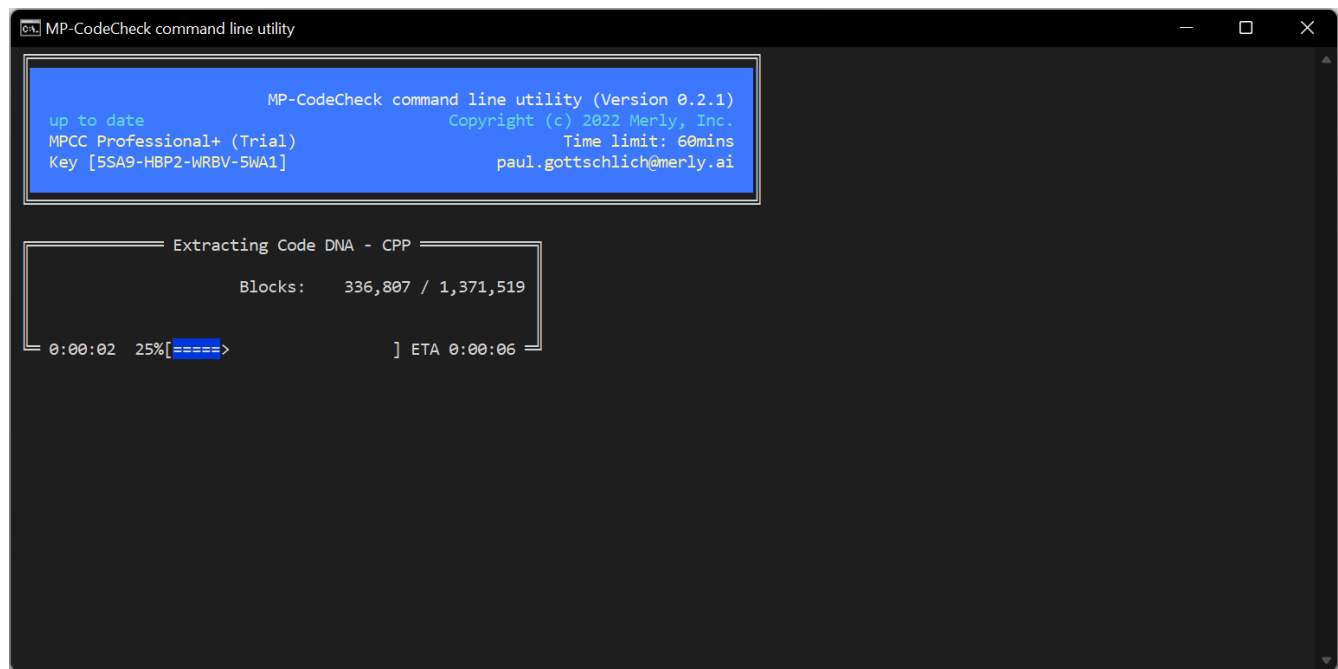 MP-CodeCheck command line utility
MP-CodeCheck command line utility (Version 0.2.1)
up to date Copyright (c) 2022 Merly, Inc.
MPCC Professional+ (Trial) Time limit: 60mins
Key [5SA9-HBP2-WRBV-5WA1] paul.gottschlich@merly.ai
Extracting Code DNA - CPP
Blocks: 336,807 / 1,371,519
0:00:02 25%[=====> ] ETA 0:00:06